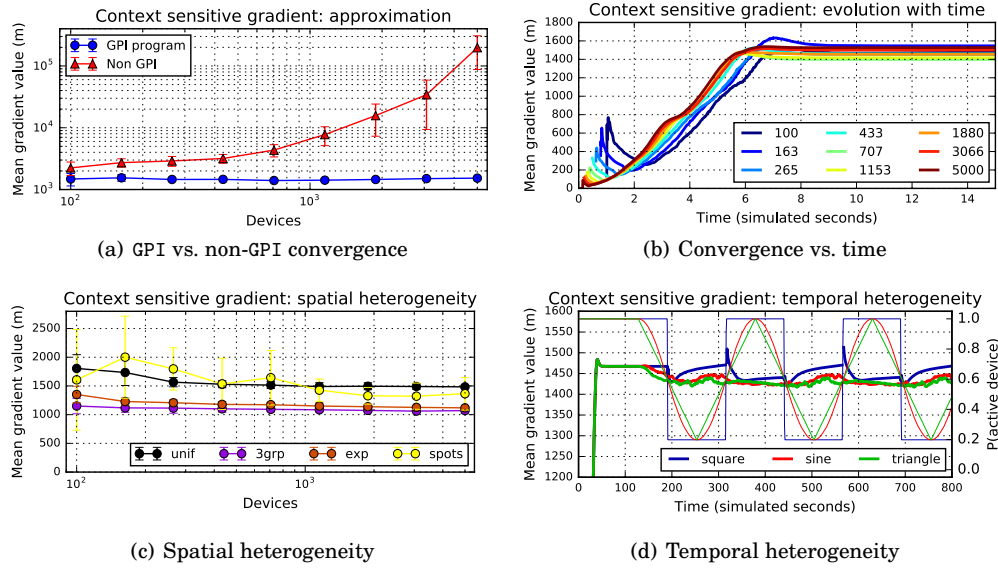 Context sensitive gradient: approximation
Mean gradient value (m)
10^5
10^4
10^3
GPI program
Non GPI
10^2
10^3
Devices
(a) GPI vs. non-GPI convergence
Context sensitive gradient: evolution with time
Mean gradient value (m)
1800
1600
1400
1200
1000
800
600
400
200
0
100 433 1880
163 707 3066
265 1153 5000
0 2 4 6 8 10 12 14
Time (simulated seconds)
(b) Convergence vs. time
Context sensitive gradient: spatial heterogeneity
Mean gradient value (m)
2500
2000
1500
1000
500
0
unif 3grp exp spots
10^2
10^3
Devices
(c) Spatial heterogeneity
Context sensitive gradient: temporal heterogeneity
Mean gradient value (m)
1600
1550
1500
1450
1400
1350
1300
1250
1200
1.0
0.8
0.6
0.4
0.2
0.0
P(active device)
square sine triangle
0 100 200 300 400 500 600 700 800
Time (simulated seconds)
(d) Temporal heterogeneity